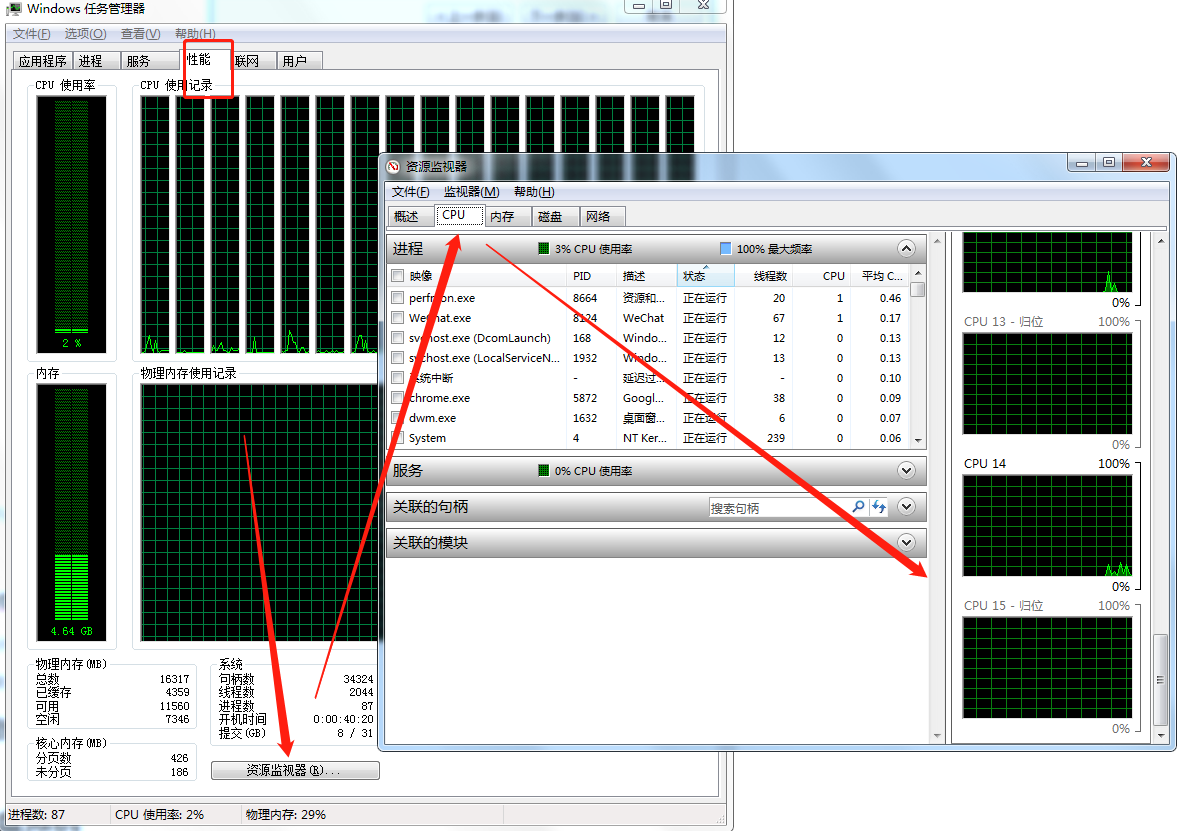 Windows 任务管理器
文件(F) 选项(O) 查看(V) 帮助(H)
应用程序 进程 服务 性能 联网 用户
CPU 使用率
CPU 使用记录
2 %
内存
物理内存使用记录
4.64 GB
物理内存(MB)
总数 16317
已缓存 4359
可用 11560
空闲 7346
核心内存(MB)
分页数 426
未分页 186
系统
句柄数 34324
线程数 2044
进程数 87
开机时间 0:00:40:20
提交(GB) 8 / 31
资源监视器(R)...
进程数: 87 CPU 使用率: 2% 物理内存: 29%
资源监视器
文件(F) 监视器(M) 帮助(H)
概述 CPU 内存 磁盘 网络
进程 3% CPU 使用率 100% 最大频率
映像 PID 描述 状态 线程数 CPU 平均 C...
perfmon.exe 8664 资源和... 正在运行 20 1 0.46
WeChat.exe 8124 WeChat 正在运行 67 1 0.17
svchost.exe (DcomLaunch) 168 Windo... 正在运行 12 0 0.13
svchost.exe (LocalServiceN... 1932 Windo... 正在运行 13 0 0.13
系统中断 - 延迟过... 正在运行 - 0 0.10
chrome.exe 5872 Googl... 正在运行 38 0 0.09
dwm.exe 1632 桌面窗... 正在运行 6 0 0.07
System 4 NT Ker... 正在运行 239 0 0.06
服务 0% CPU 使用率
关联的句柄 搜索句柄
关联的模块
0%
CPU 13 - 归位 100%
0%
CPU 14 100%
0%
CPU 15 - 归位 100%
0%